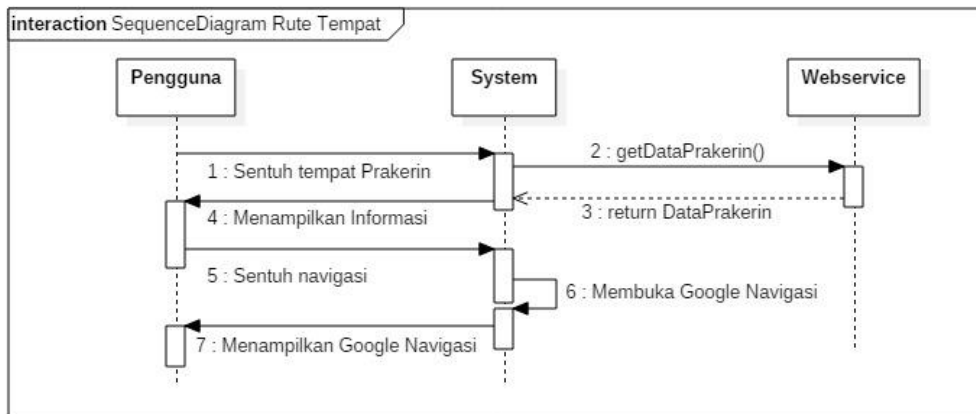 interaction SequenceDiagram Rute Tempat
Pengguna
System
Webservice
1 : Sentuh tempat Prakerin
2 : getDataPrakerin()
3 : return DataPrakerin
4 : Menampilkan Informasi
5 : Sentuh navigasi
6 : Membuka Google Navigasi
7 : Menampilkan Google Navigasi